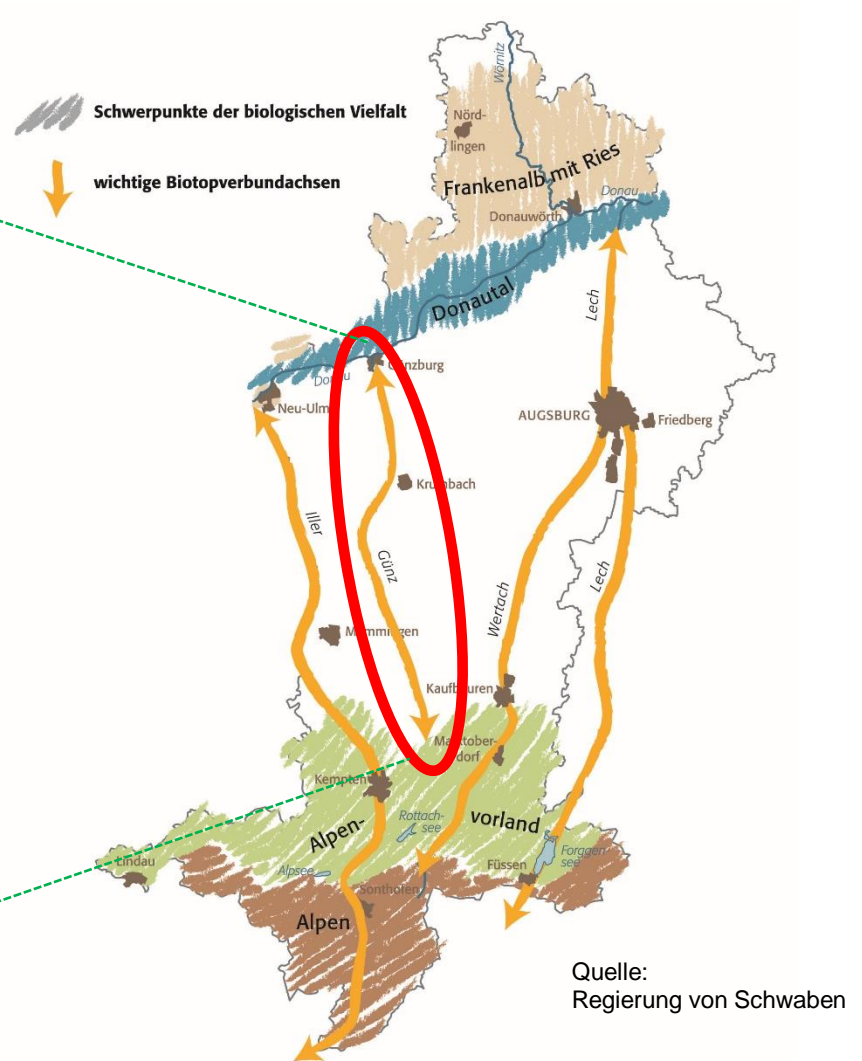 Schwerpunkte der biologischen Vielfalt
wichtige Biotopverbundachsen
Wörnitz
Nörd-
lingen
Frankenalb mit Ries
Donau
Donauwörth
Donautal
Lech
Donau
Günzburg
Neu-Ulm
AUGSBURG
Friedberg
Krumbach
Iller
Günz
Wertach
Lech
Memmingen
Kaufbeuren
Marktober-
dorf
Kempten
Rottach-
see
Alpen-
vorland
Lindau
Alpsee
Füssen
Forggen-
see
Sonthofen
Alpen
Quelle:
Regierung von Schwaben